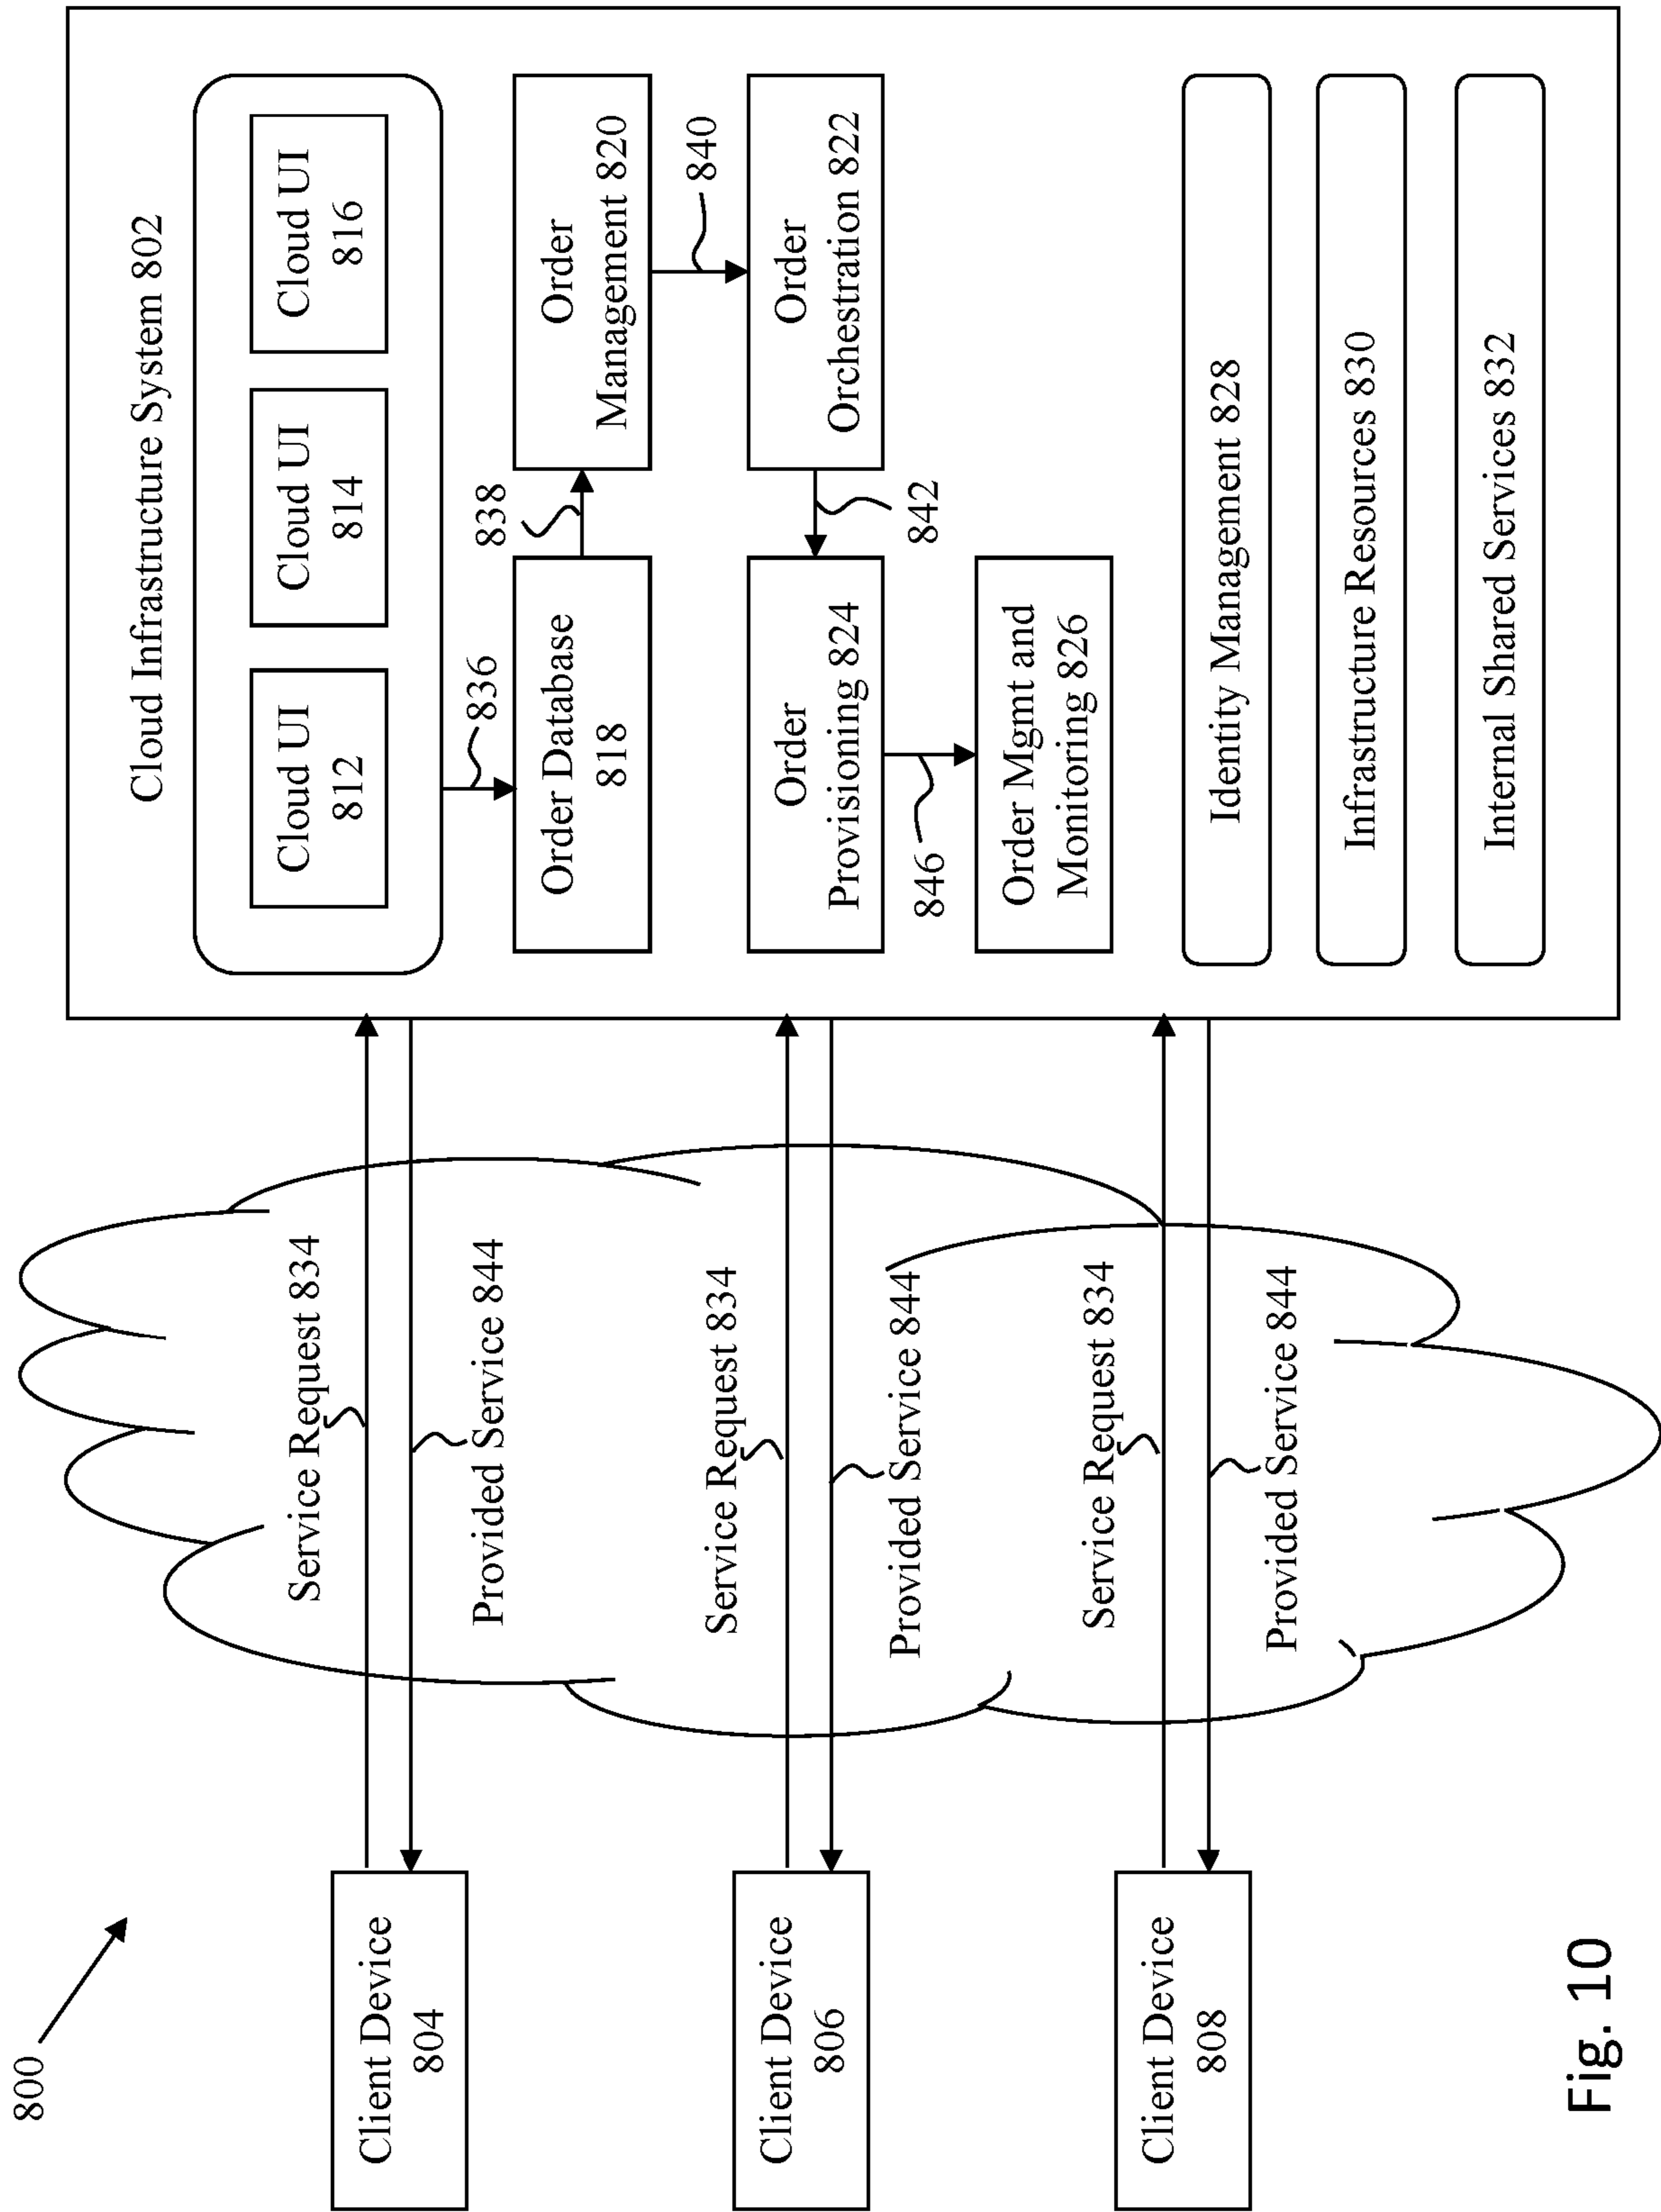 800
Client Device
804
Client Device
806
Client Device
808
Service Request 834
Provided Service 844
Service Request 834
Provided Service 844
Service Request 834
Provided Service 844
Cloud Infrastructure System 802
Cloud UI
812
Cloud UI
814
Cloud UI
816
836
Order Database
818
838
Order
Management 820
840
Order
Orchestration 822
842
Order
Provisioning 824
846
Order Mgmt and
Monitoring 826
Identity Management 828
Infrastructure Resources 830
Internal Shared Services 832
Fig. 10